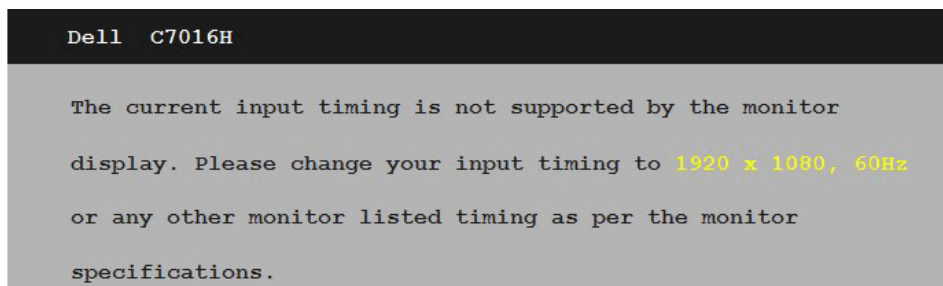 Dell C7016H
The current input timing is not supported by the monitor
display. Please change your input timing to 1920 x 1080, 60Hz
or any other monitor listed timing as per the monitor
specifications.